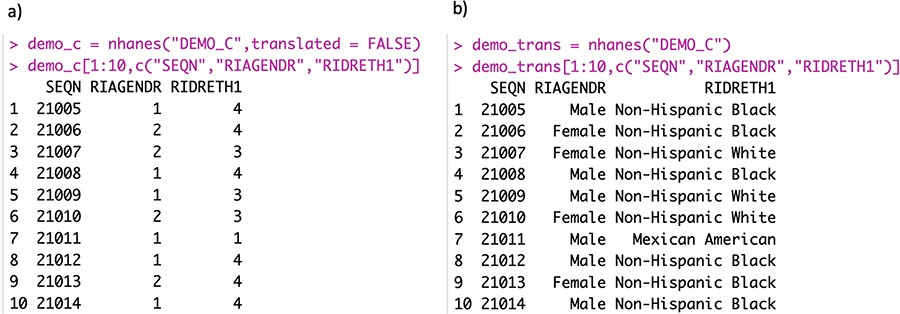 a)
> demo_c = nhanes("DEMO_C",translated = FALSE)
> demo_c[1:10,c("SEQN","RIAGENDR","RIDRETH1")]
SEQN RIAGENDR RIDRETH1
1 21005 1 4
2 21006 2 4
3 21007 2 3
4 21008 1 4
5 21009 1 3
6 21010 2 3
7 21011 1 1
8 21012 1 4
9 21013 2 4
10 21014 1 4
b)
> demo_trans = nhanes("DEMO_C")
> demo_trans[1:10,c("SEQN","RIAGENDR","RIDRETH1")]
SEQN RIAGENDR RIDRETH1
1 21005 Male Non-Hispanic Black
2 21006 Female Non-Hispanic Black
3 21007 Female Non-Hispanic White
4 21008 Male Non-Hispanic Black
5 21009 Male Non-Hispanic White
6 21010 Female Non-Hispanic White
7 21011 Male Mexican American
8 21012 Male Non-Hispanic Black
9 21013 Female Non-Hispanic Black
10 21014 Male Non-Hispanic Black